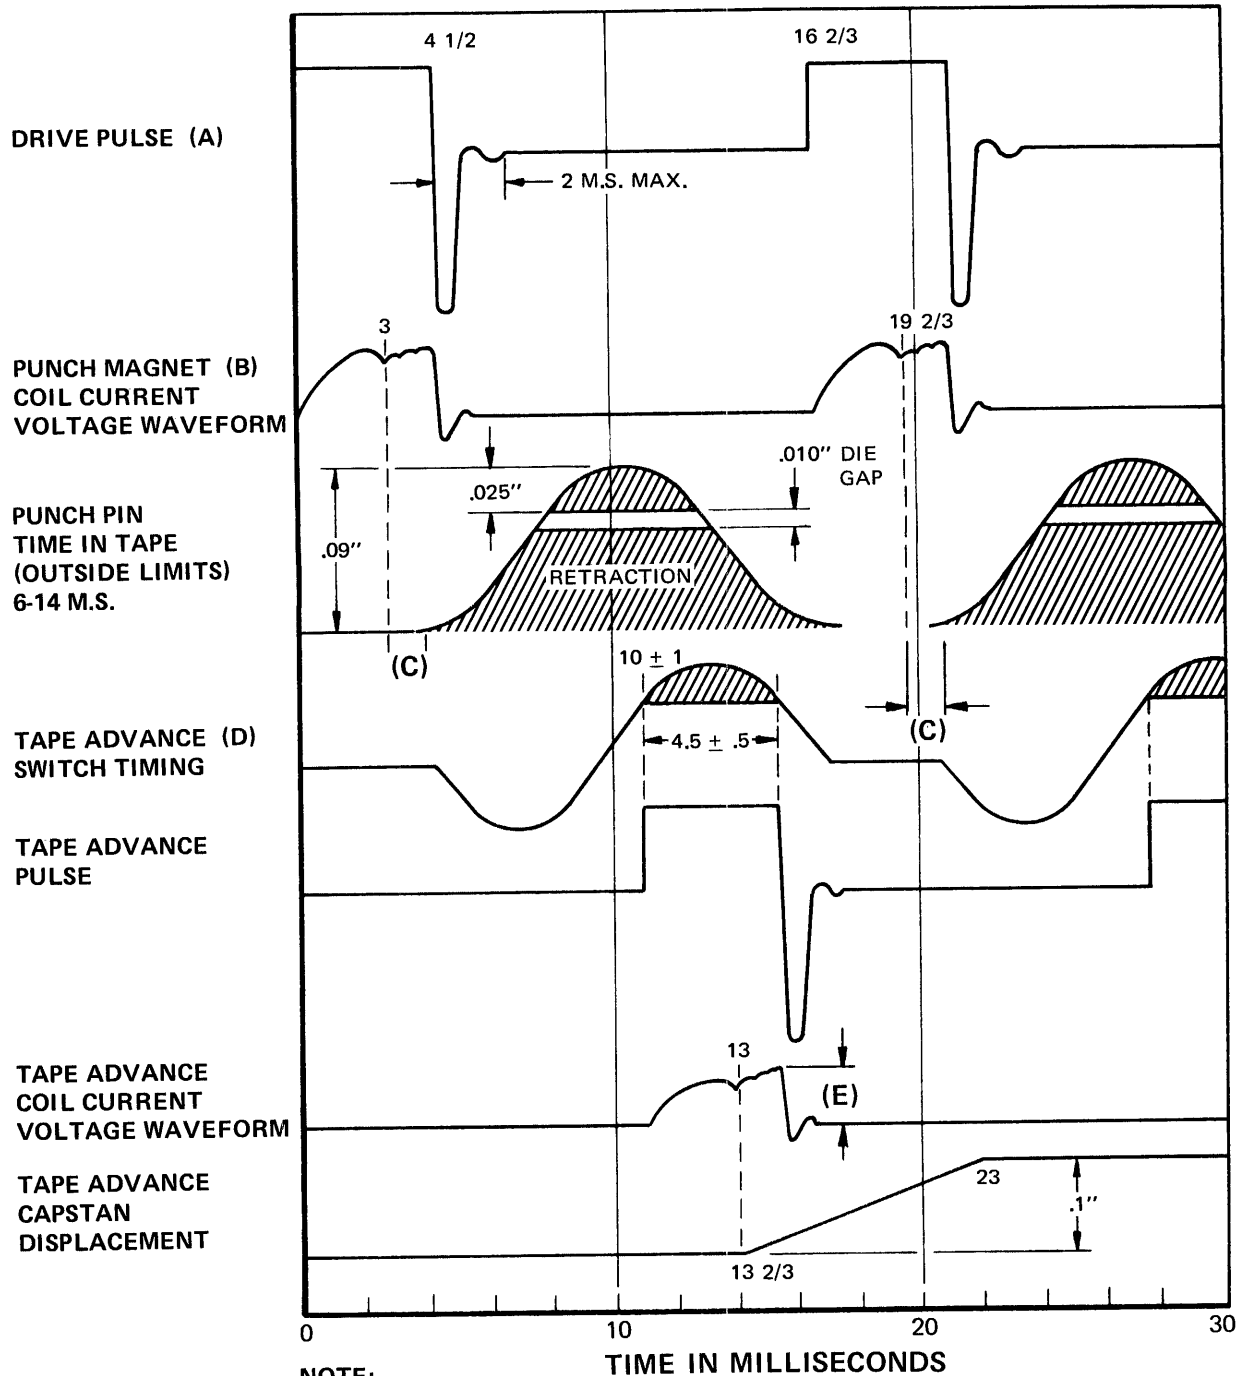 4 1/2
16 2/3
DRIVE PULSE (A)
2 M.S. MAX.
3
19 2/3
PUNCH MAGNET (B)
COIL CURRENT
VOLTAGE WAVEFORM
.010" DIE
GAP
.025"
PUNCH PIN
TIME IN TAPE
(OUTSIDE LIMITS)
6-14 M.S.
.09"
RETRACTION
(C)
10 ± 1
(C)
TAPE ADVANCE (D)
SWITCH TIMING
4.5 ± .5
TAPE ADVANCE
PULSE
13
TAPE ADVANCE
COIL CURRENT
VOLTAGE WAVEFORM
(E)
TAPE ADVANCE
CAPSTAN
DISPLACEMENT
23
.1"
13 2/3
0
10
20
30
TIME IN MILLISECONDS
NOTE: